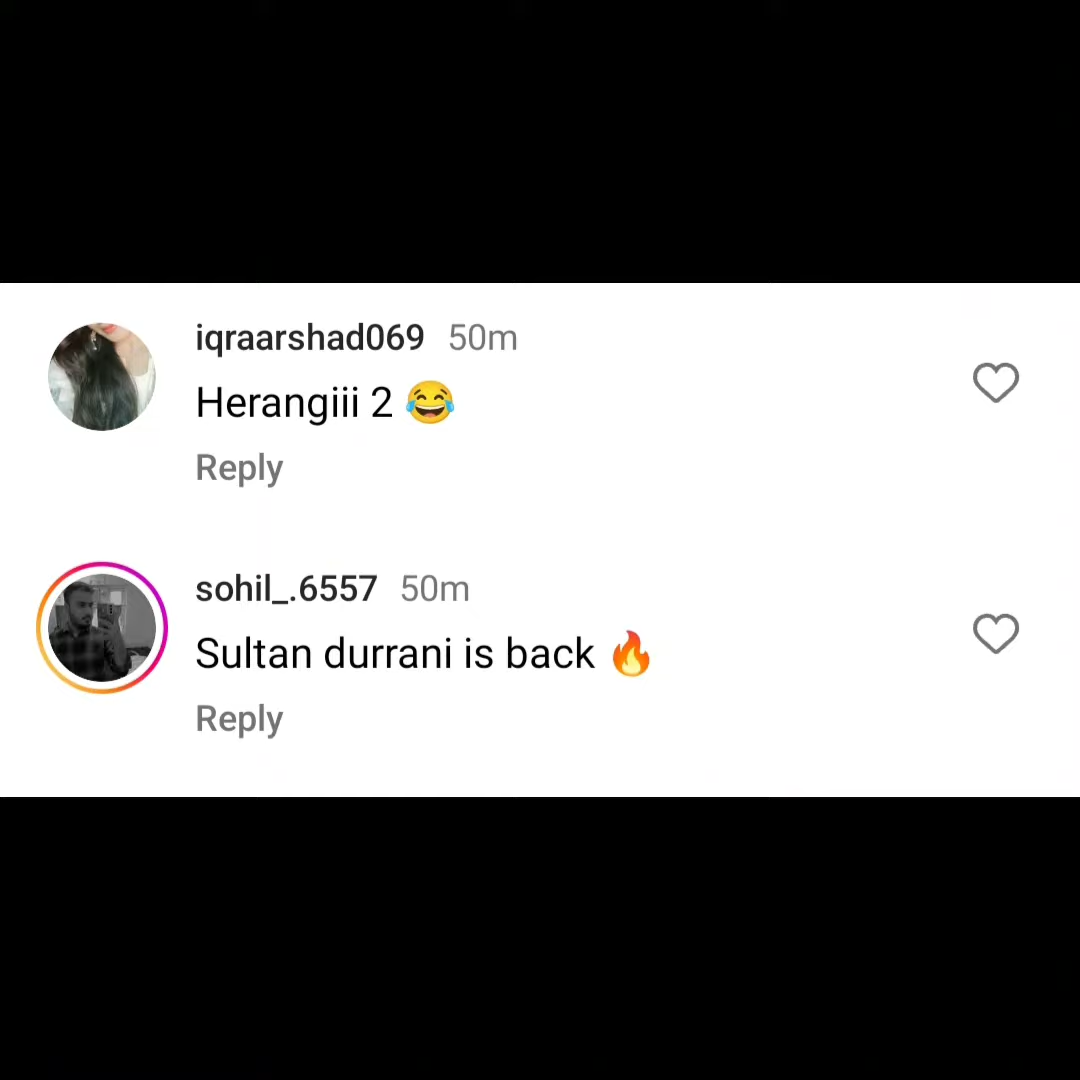 iqraarshad069 50m
Herangiii 2 😂
Reply
sohil_.6557 50m
Sultan durrani is back 🔥
Reply